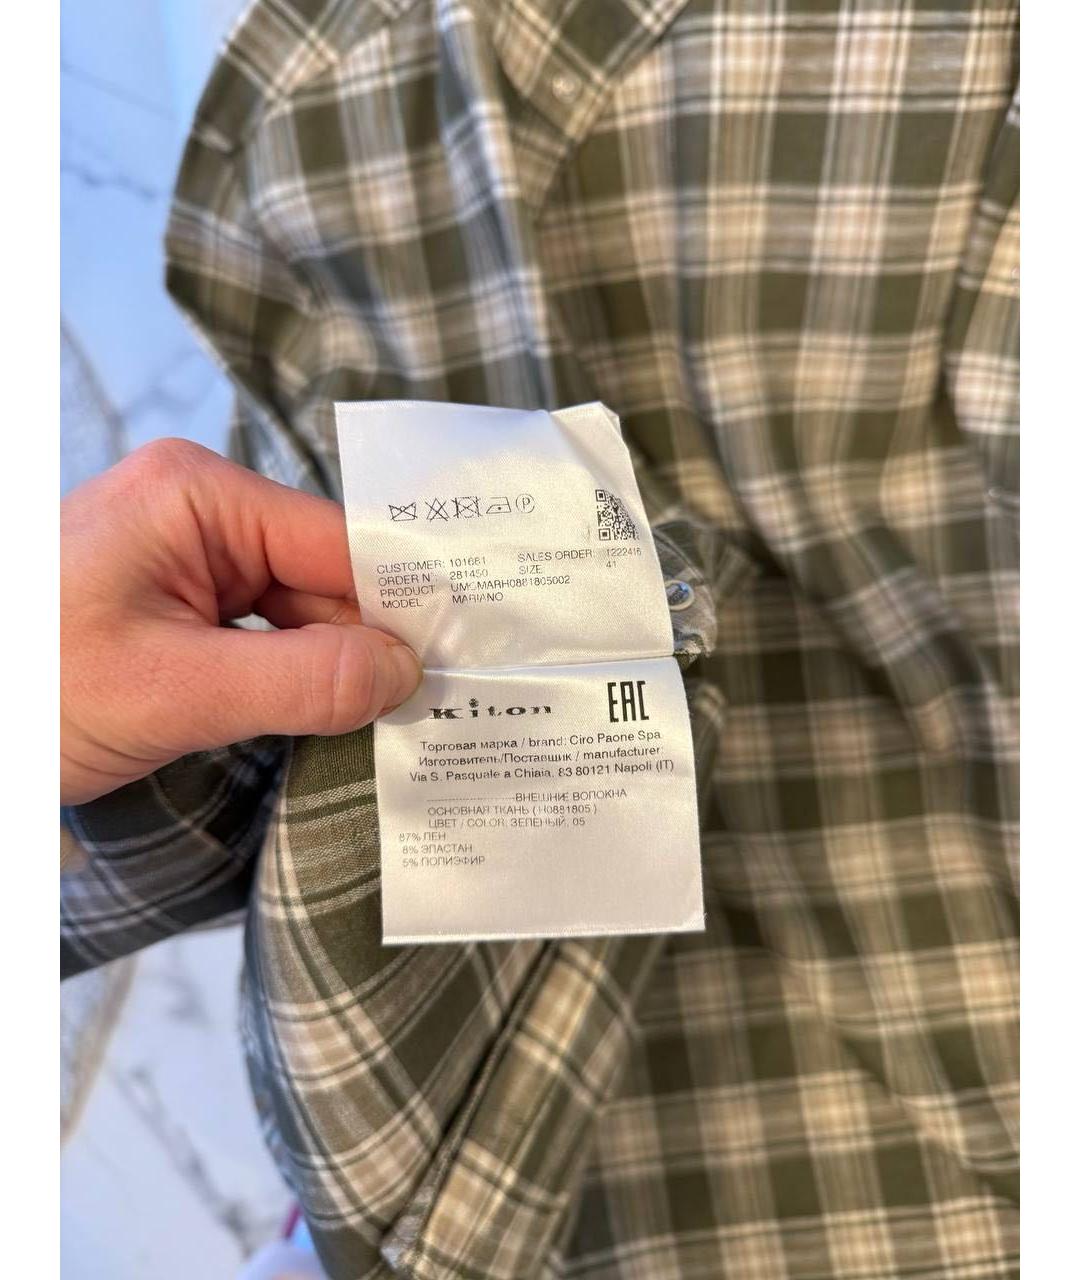 CUSTOMER: 101661 SALES ORDER: 1222416
ORDER N°: 281450 SIZE 41
PRODUCT UMCMARH0881805002
MODEL MARIANO
Kiton EAC
Торговая марка / brand: Ciro Paone Spa
Изготовитель/Поставщик / manufacturer:
Via S. Pasquale a Chiaia, 83 80121 Napoli (IT)
-----------------------ВНЕШНИЕ ВОЛОКНА
ОСНОВНАЯ ТКАНЬ ( H0881805 )
ЦВЕТ / COLOR: ЗЕЛЕНЫЙ, 05
87% ЛЕН
8% ЭЛАСТАН
5% ПОЛИЭФИР